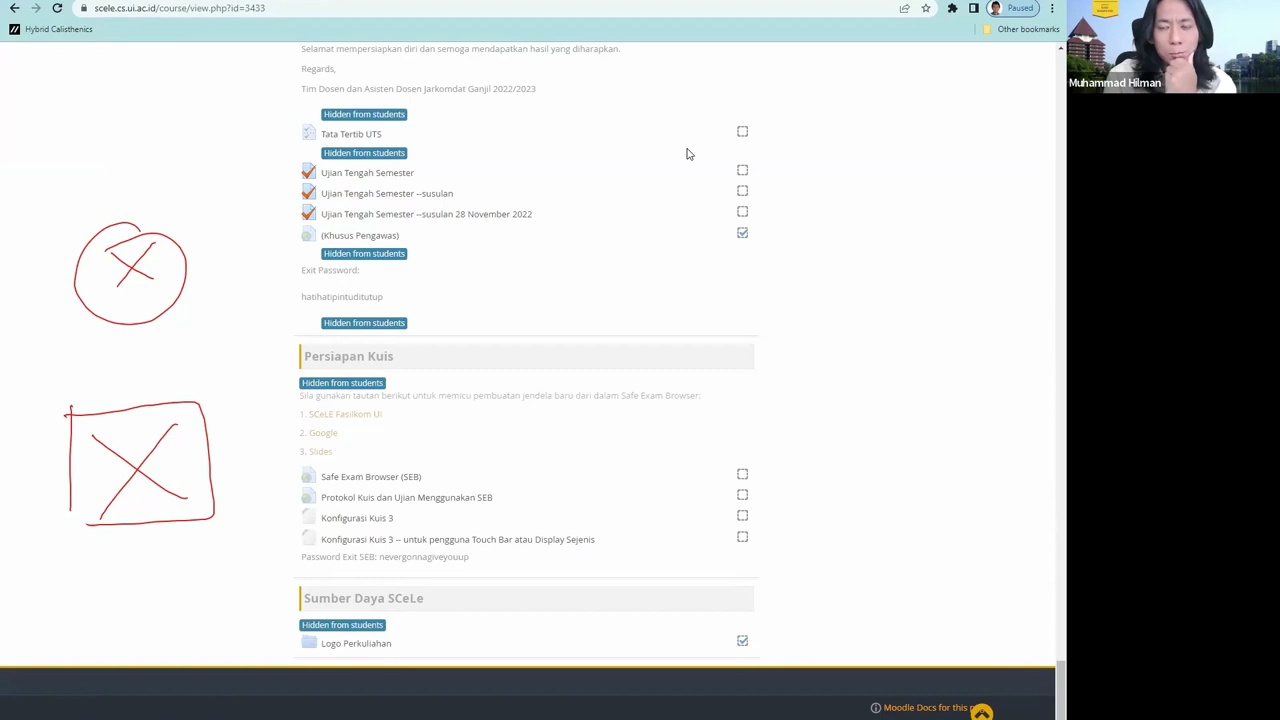 scele.cs.ui.ac.id/course/view.php?id=3433
Paused
Hybrid Calisthenics
Other bookmarks
Muhammad Hilman
Selamat mempersiapkan diri dan semoga mendapatkan hasil yang diharapkan.
Regards,
Tim Dosen dan Asisten Dosen Jarkomdat Ganjil 2022/2023
Hidden from students
Tata Tertib UTS
Hidden from students
Ujian Tengah Semester
Ujian Tengah Semester --susulan
Ujian Tengah Semester --susulan 28 November 2022
(Khusus Pengawas)
Hidden from students
Exit Password:
hatihatipintuditutup
Hidden from students
Persiapan Kuis
Hidden from students
Sila gunakan tautan berikut untuk memicu pembuatan jendela baru dari dalam Safe Exam Browser:
1. SCeLE Fasilkom UI
2. Google
3. Slides
Safe Exam Browser (SEB)
Protokol Kuis dan Ujian Menggunakan SEB
Konfigurasi Kuis 3
Konfigurasi Kuis 3 -- untuk pengguna Touch Bar atau Display Sejenis
Password Exit SEB: nevergonnagiveyouup
Sumber Daya SCeLe
Hidden from students
Logo Perkuliahan
Moodle Docs for this